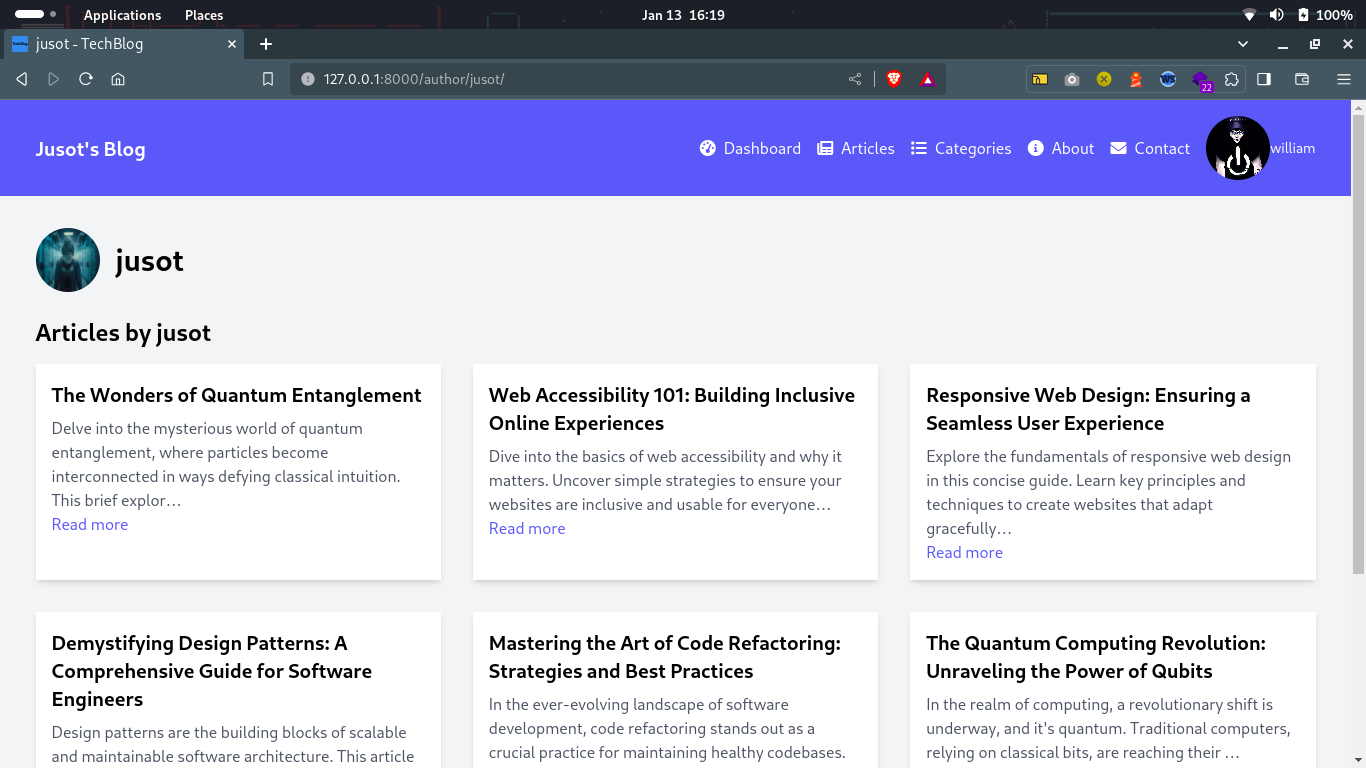 Applications Places Jan 13 16:19 100%
jusot - TechBlog
127.0.0.1:8000/author/jusot/ 22
Jusot's Blog Dashboard Articles Categories About Contact william
jusot
Articles by jusot
The Wonders of Quantum Entanglement
Delve into the mysterious world of quantum
entanglement, where particles become
interconnected in ways defying classical intuition.
This brief explor…
Read more
Web Accessibility 101: Building Inclusive
Online Experiences
Dive into the basics of web accessibility and why it
matters. Uncover simple strategies to ensure your
websites are inclusive and usable for everyone…
Read more
Responsive Web Design: Ensuring a
Seamless User Experience
Explore the fundamentals of responsive web design
in this concise guide. Learn key principles and
techniques to create websites that adapt
gracefully…
Read more
Demystifying Design Patterns: A
Comprehensive Guide for Software
Engineers
Design patterns are the building blocks of scalable
and maintainable software architecture. This article
Mastering the Art of Code Refactoring:
Strategies and Best Practices
In the ever-evolving landscape of software
development, code refactoring stands out as a
crucial practice for maintaining healthy codebases.
The Quantum Computing Revolution:
Unraveling the Power of Qubits
In the realm of computing, a revolutionary shift is
underway, and it's quantum. Traditional computers,
relying on classical bits, are reaching their …